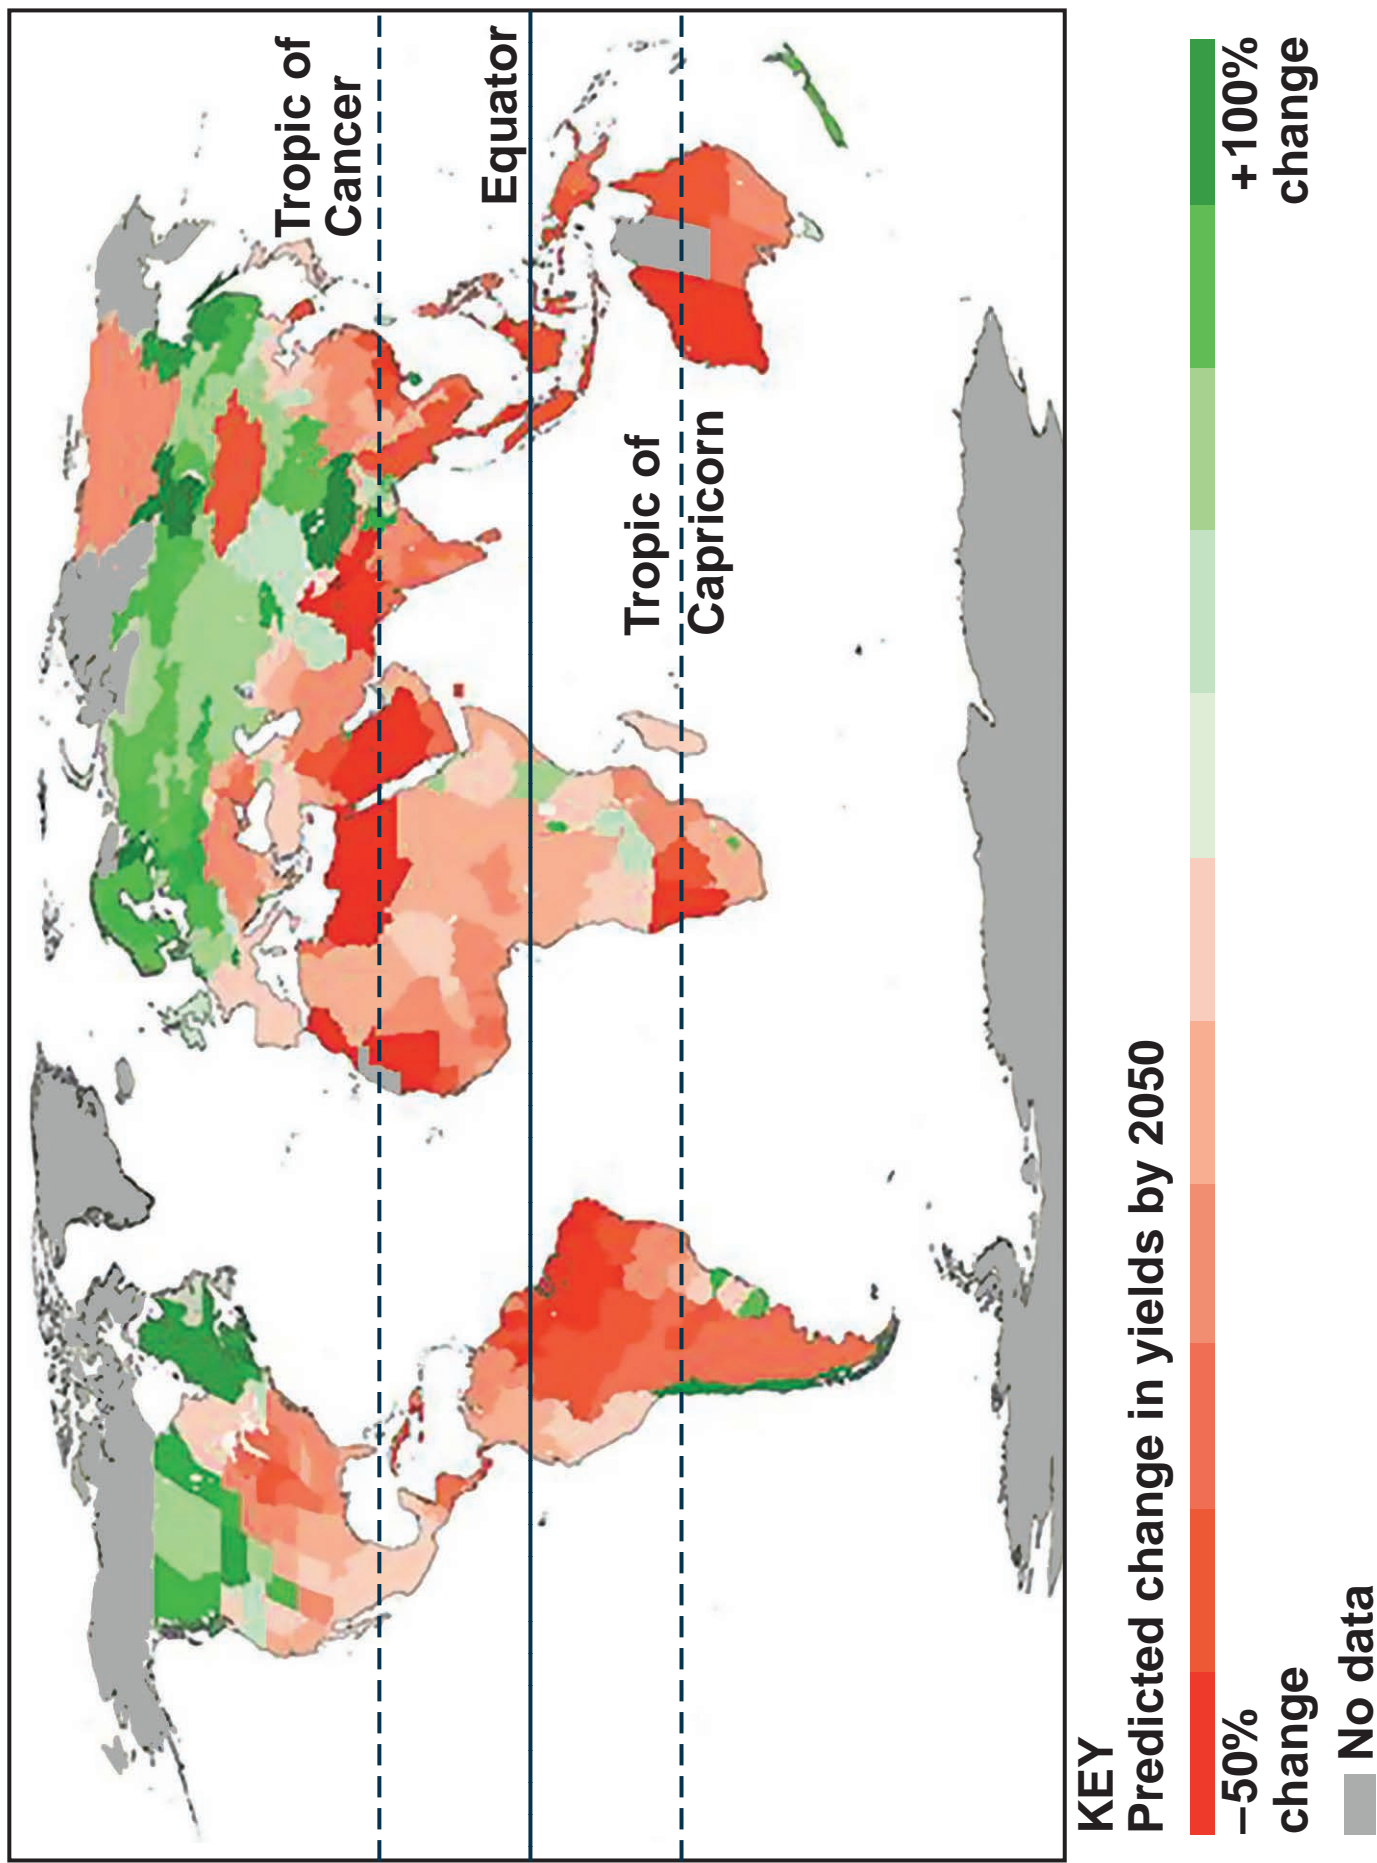 Tropic of
Cancer
Equator
Tropic of
Capricorn
KEY
Predicted change in yields by 2050
–50%
change
+100%
change
No data